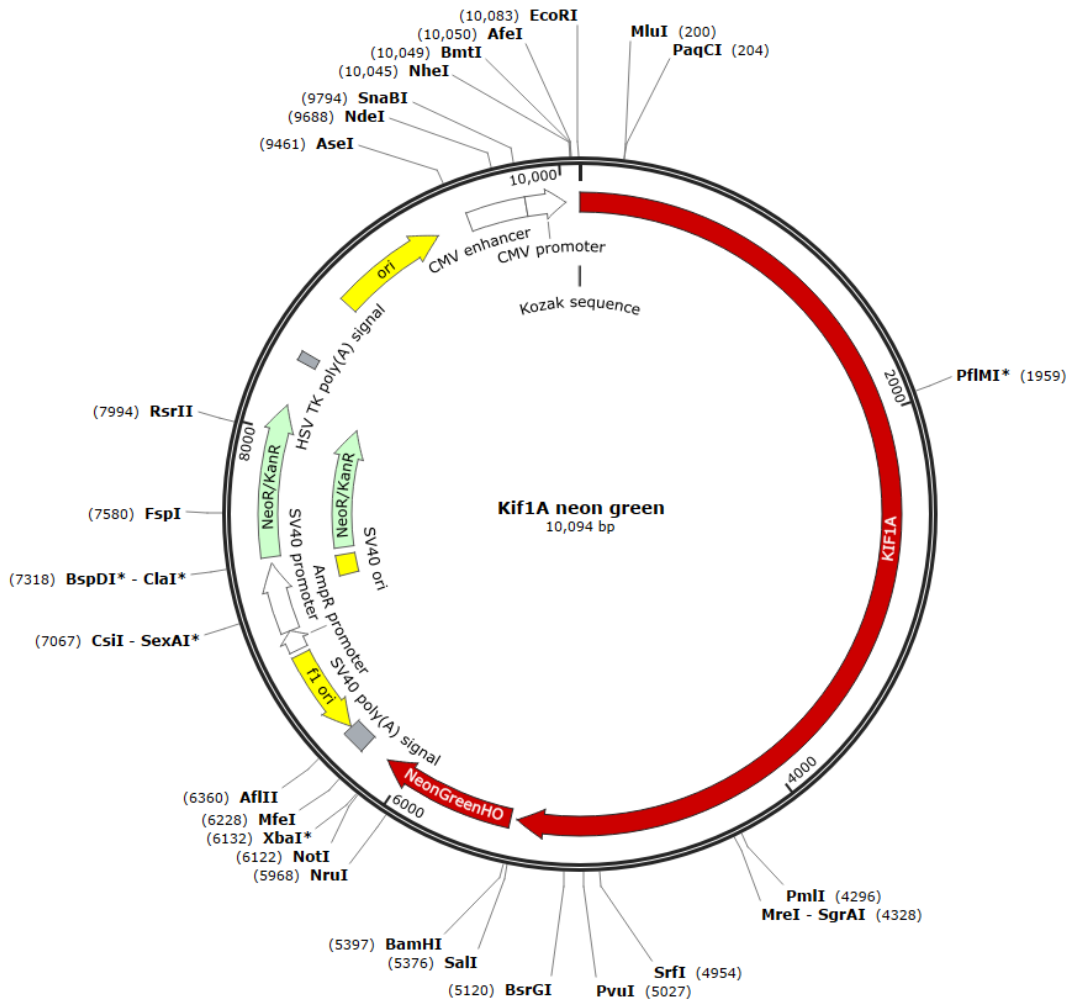 (10,083) EcoRI
(10,050) AfeI
(10,049) BmtI
(10,045) NheI
(9794) SnaBI
(9688) NdeI
(9461) AseI
MluI (200)
PaqCI (204)
10,000
CMV enhancer
CMV promoter
ori
Kozak sequence
HSV TK poly(A) signal
PflMI* (1959)
2000
(7994) RsrII
8000
NeoR/KanR
NeoR/KanR
Kif1A neon green
10,094 bp
KIF1A
(7580) FspI
SV40 promoter
SV40 ori
(7318) BspDI* - ClaI*
AmpR promoter
(7067) CsiI - SexAI*
f1 ori
SV40 poly(A) signal
NeonGreenHO
4000
6000
(6360) AflII
(6228) MfeI
(6132) XbaI*
(6122) NotI
(5968) NruI
PmlI (4296)
MreI - SgrAI (4328)
(5397) BamHI
(5376) SalI
(5120) BsrGI
SrfI (4954)
PvuI (5027)